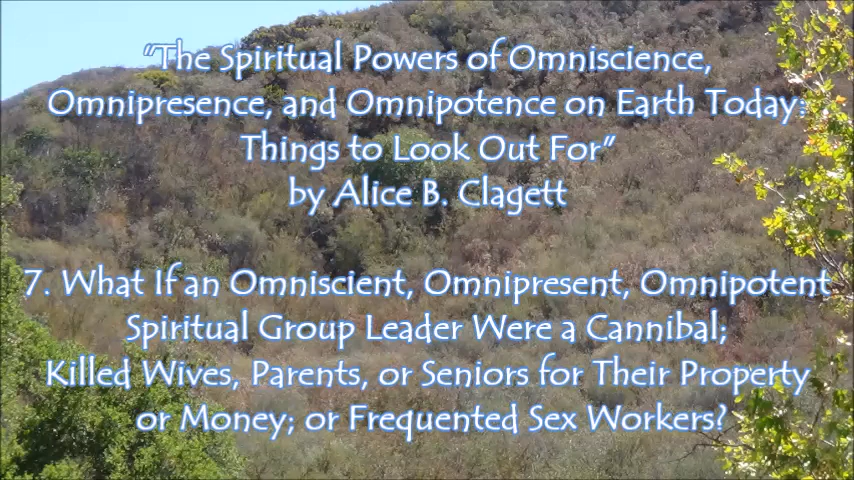 “The Spiritual Powers of Omniscience,
Omnipresence, and Omnipotence on Earth Today:
Things to Look Out For”
by Alice B. Clagett
7. What If an Omniscient, Omnipresent, Omnipotent
Spiritual Group Leader Were a Cannibal;
Killed Wives, Parents, or Seniors for Their Property
or Money; or Frequented Sex Workers?